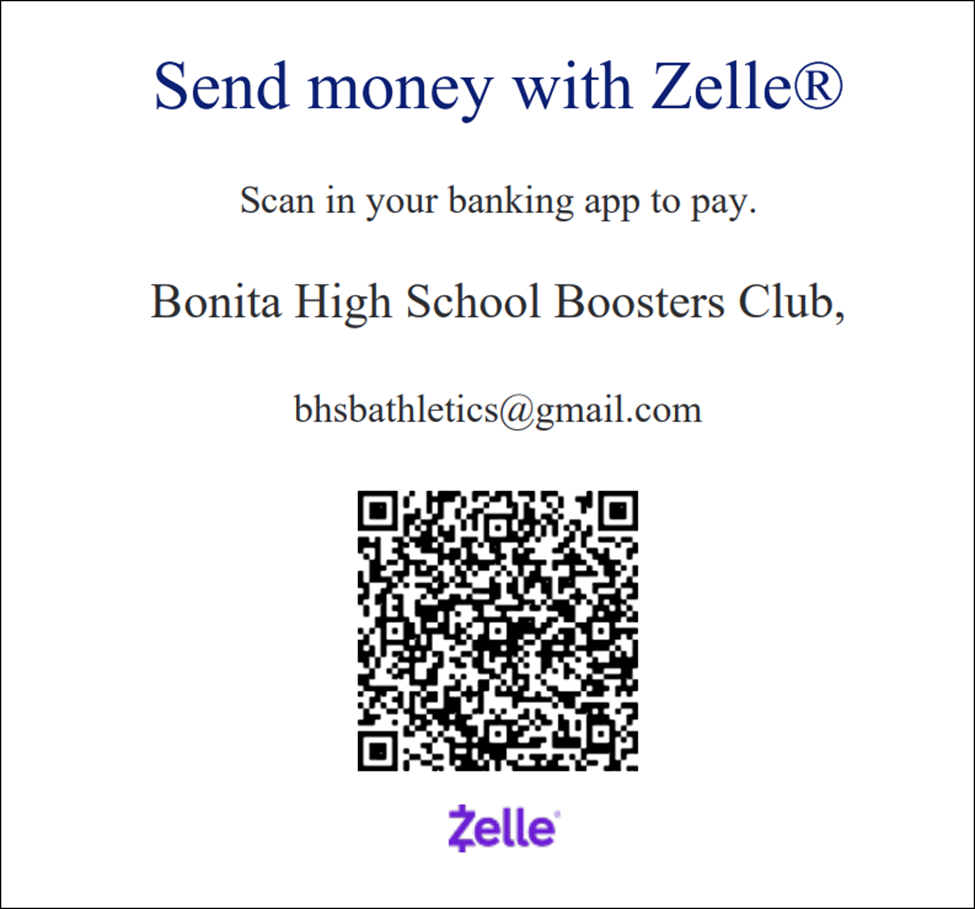 Send money with Zelle®
Scan in your banking app to pay.
Bonita High School Boosters Club,
bhsbathletics@gmail.com
Zelle®